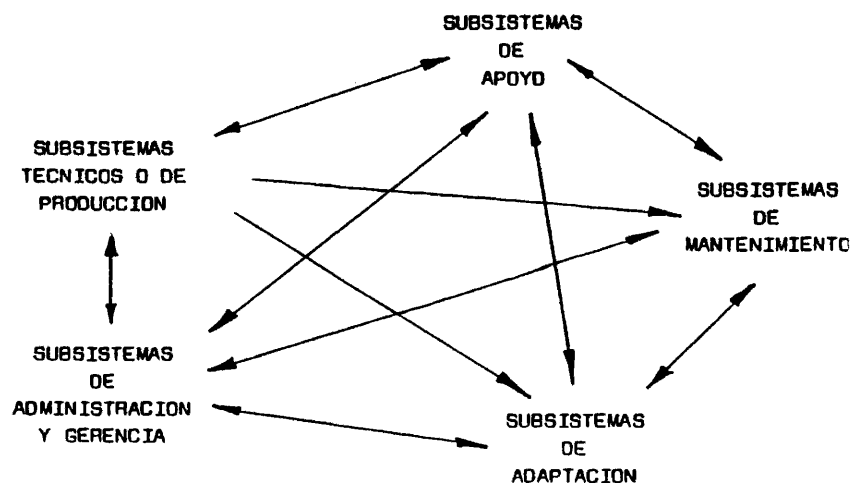 SUBSISTEMAS
DE
APOYO
SUBSISTEMAS
TECNICOS O DE
PRODUCCION
SUBSISTEMAS
DE
MANTENIMIENTO
SUBSISTEMAS
DE
ADMINISTRACION
Y GERENCIA
SUBSISTEMAS
DE
ADAPTACION